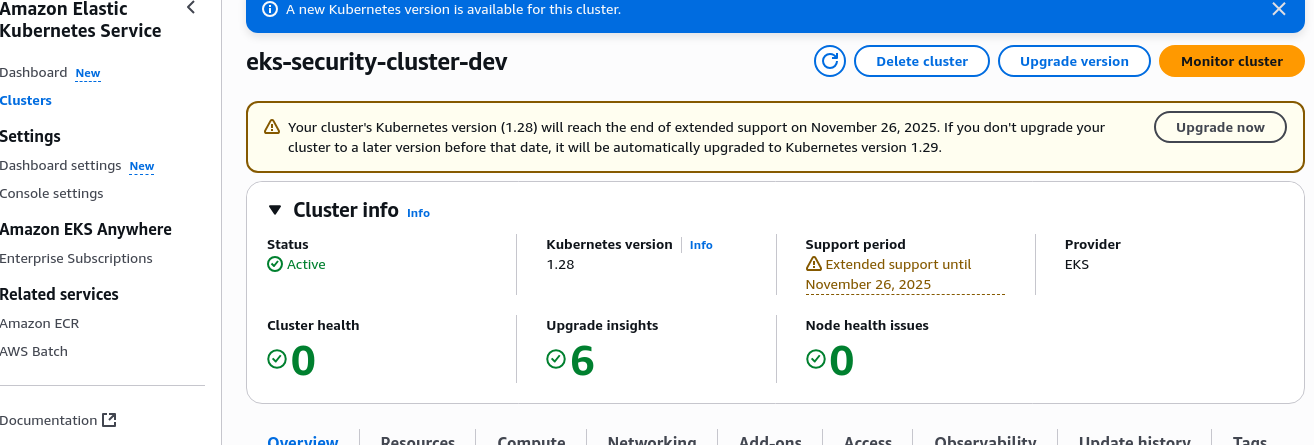 Amazon Elastic
Kubernetes Service
Dashboard New
Clusters
Settings
Dashboard settings New
Console settings
Amazon EKS Anywhere
Enterprise Subscriptions
Related services
Amazon ECR
AWS Batch
Documentation
A new Kubernetes version is available for this cluster.
eks-security-cluster-dev
Delete cluster
Upgrade version
Monitor cluster
Your cluster's Kubernetes version (1.28) will reach the end of extended support on November 26, 2025. If you don't upgrade your
cluster to a later version before that date, it will be automatically upgraded to Kubernetes version 1.29.
Upgrade now
Cluster info Info
Status
Active
Kubernetes version Info
1.28
Support period
Extended support until
November 26, 2025
Provider
EKS
Cluster health
0
Upgrade insights
6
Node health issues
0
Overview Resources Compute Networking Add-ons Access Observability Update history Tags